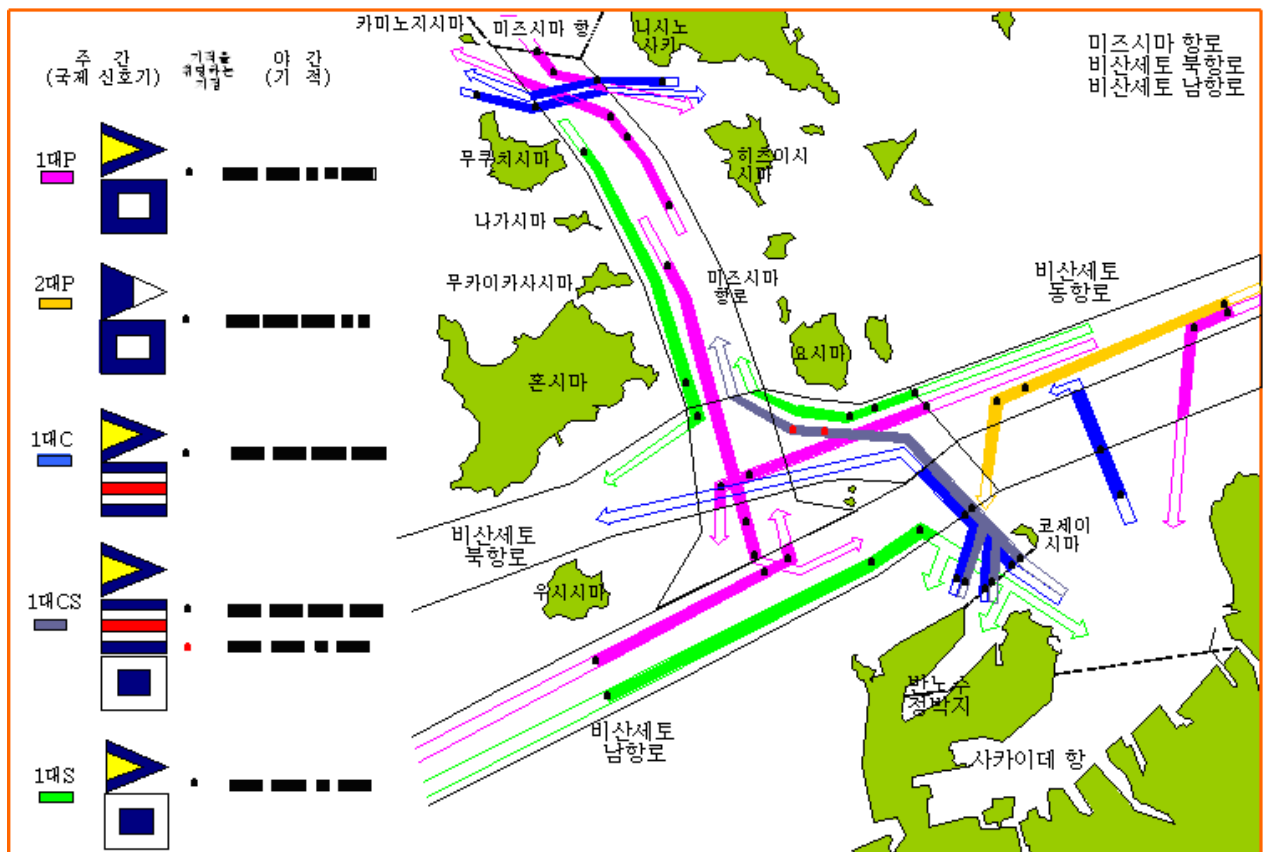 주 간
(국제 신호기)
기적을
야 간
(기 적)
1대P
2대P
1대C
1대CS
1대S
카미노지시마
미즈시마 항
니시노
사키
미즈시마 항로
비산세토 북항로
비산세토 남항로
무쿠치시마
히츠이시
시마
나가시마
무카이카사시마
미즈시마
항로
비산세토
동항로
혼시마
요시마
비산세토
북항로
우시시마
코세이
시마
비산세토
남항로
반노수
정박지
사카이데 항